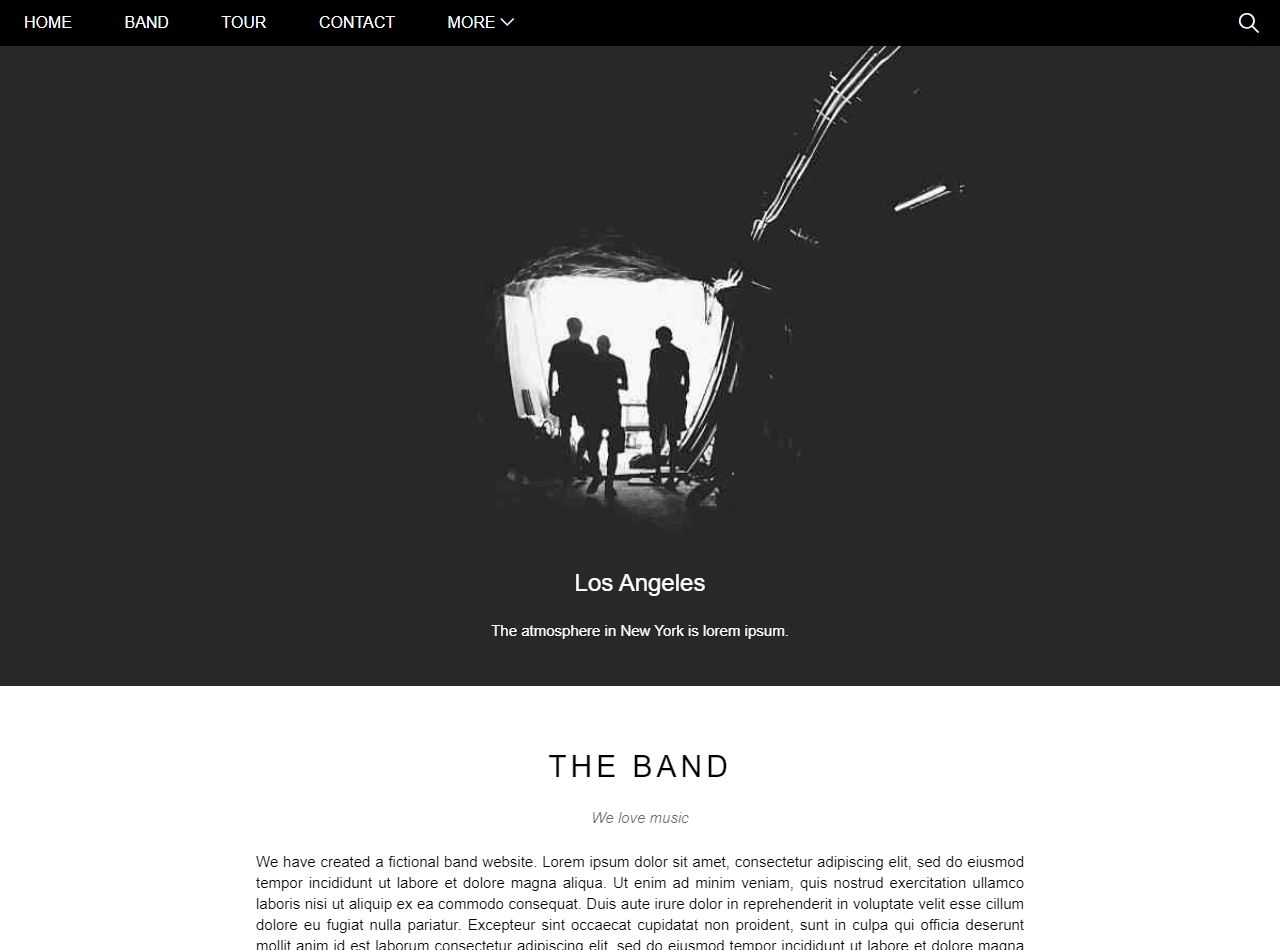 HOME BAND TOUR CONTACT MORE
Los Angeles
The atmosphere in New York is lorem ipsum.
THE BAND
We love music
We have created a fictional band website. Lorem ipsum dolor sit amet, consectetur adipiscing elit, sed do eiusmod
tempor incididunt ut labore et dolore magna aliqua. Ut enim ad minim veniam, quis nostrud exercitation ullamco
laboris nisi ut aliquip ex ea commodo consequat. Duis aute irure dolor in reprehenderit in voluptate velit esse cillum
dolore eu fugiat nulla pariatur. Excepteur sint occaecat cupidatat non proident, sunt in culpa qui officia deserunt
mollit anim id est laborum consectetur adipiscing elit, sed do eiusmod tempor incididunt ut labore et dolore magna